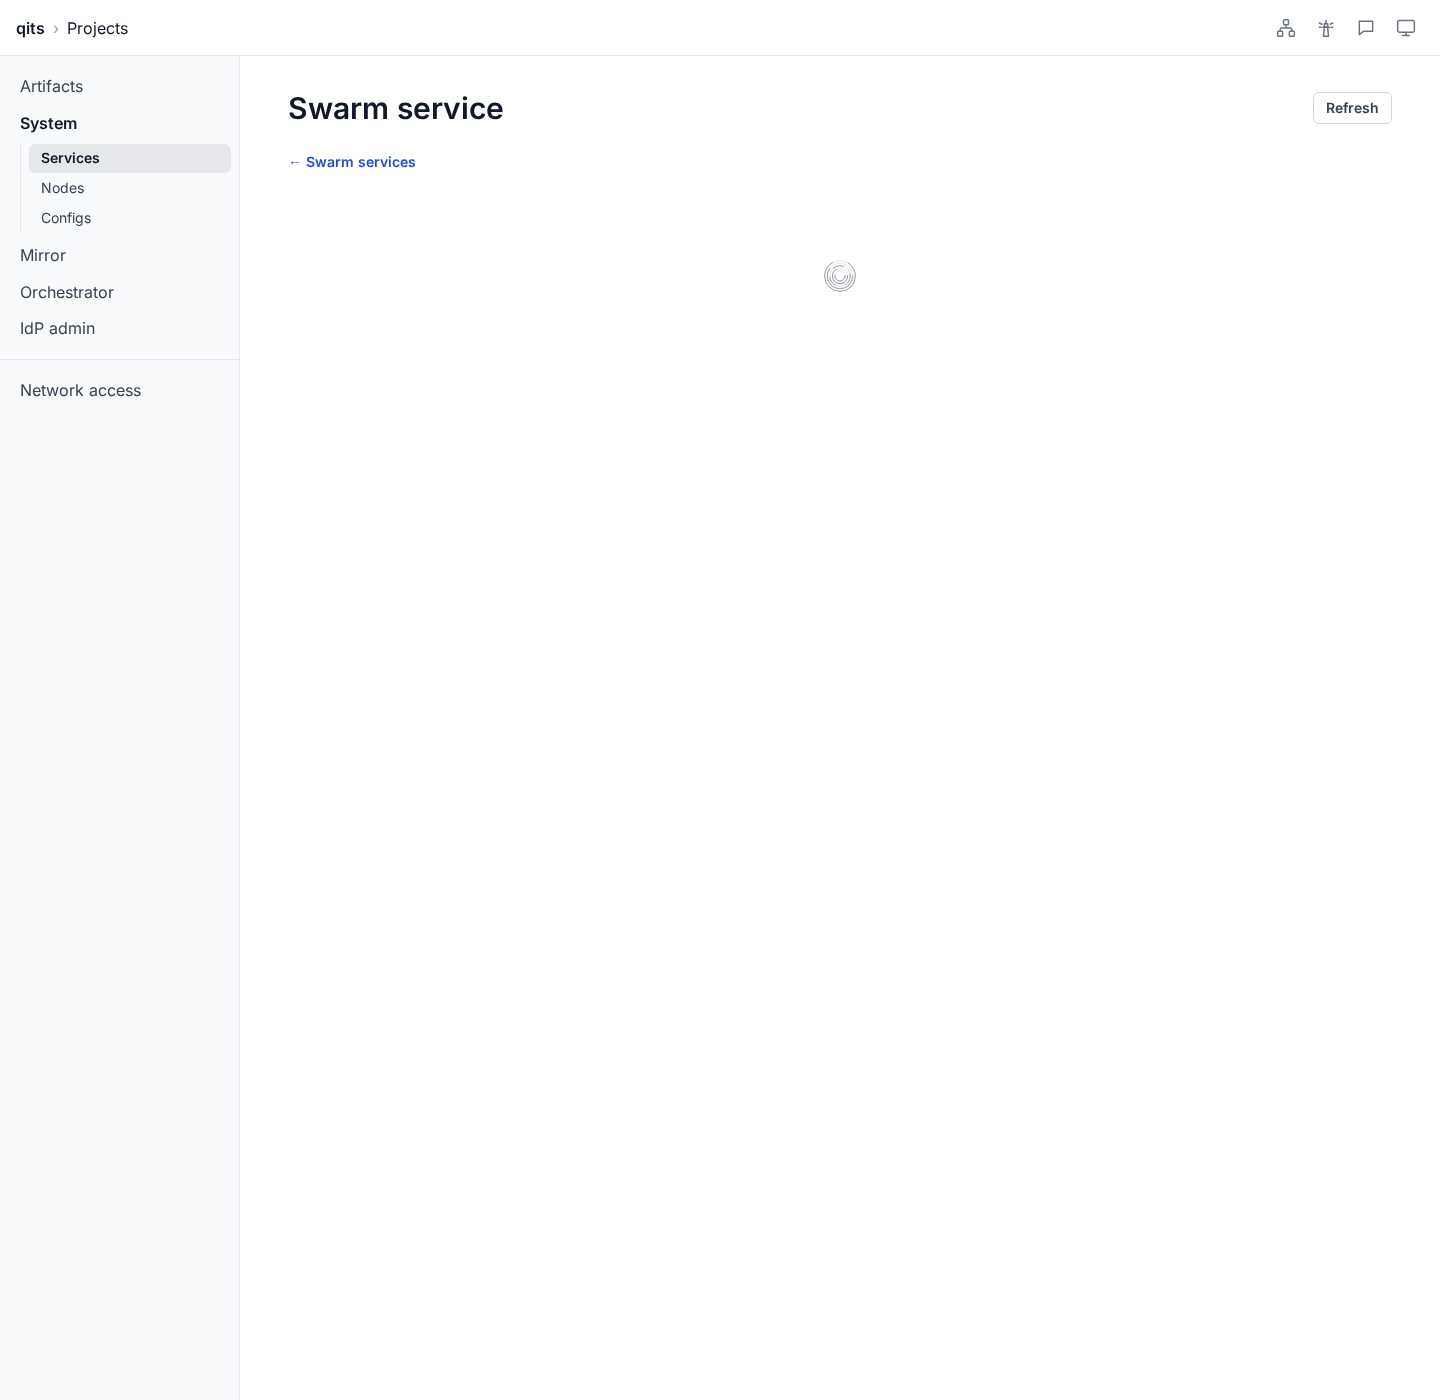 qits › Projects
Artifacts
System
Services
Nodes
Configs
Mirror
Orchestrator
IdP admin
Network access
Swarm service
Refresh
← Swarm services